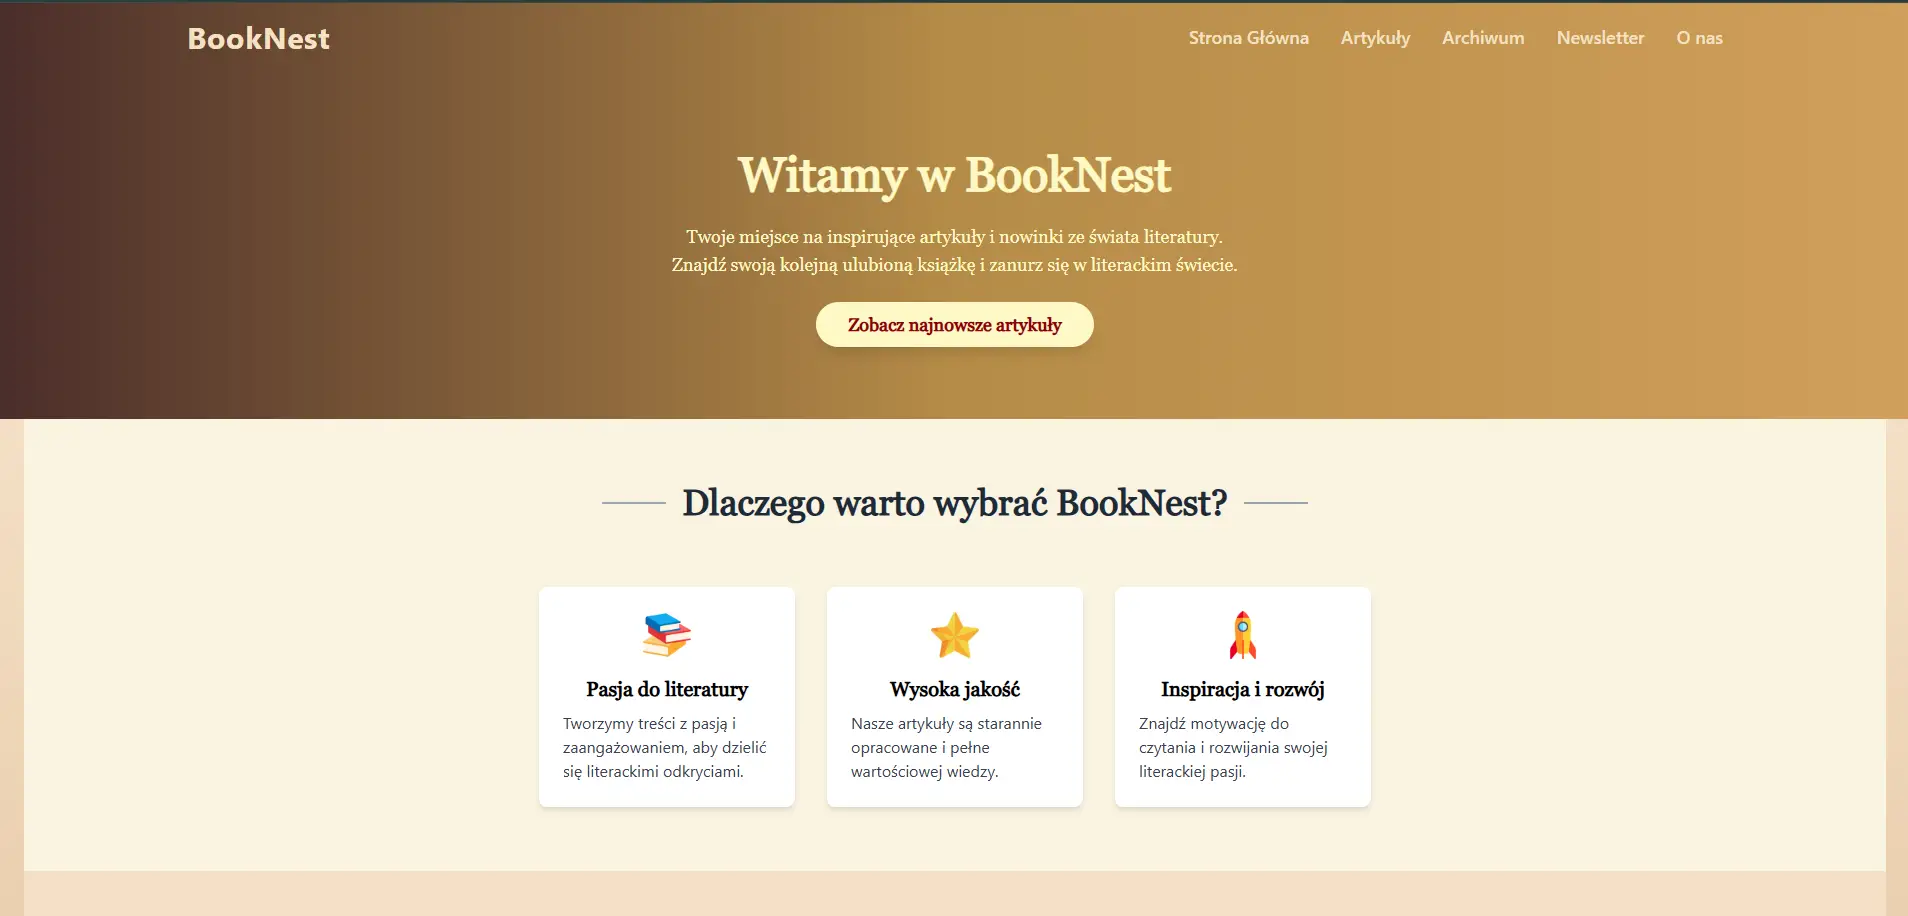 BookNest
Strona Główna Artykuły Archiwum Newsletter O nas
Witamy w BookNest
Twoje miejsce na inspirujące artykuły i nowinki ze świata literatury.
Znajdź swoją kolejną ulubioną książkę i zanurz się w literackim świecie.
Zobacz najnowsze artykuły
Dlaczego warto wybrać BookNest?
Pasja do literatury
Tworzymy treści z pasją i
zaangażowaniem, aby dzielić
się literackimi odkryciami.
Wysoka jakość
Nasze artykuły są starannie
opracowane i pełne
wartościowej wiedzy.
Inspiracja i rozwój
Znajdź motywację do
czytania i rozwijania swojej
literackiej pasji.